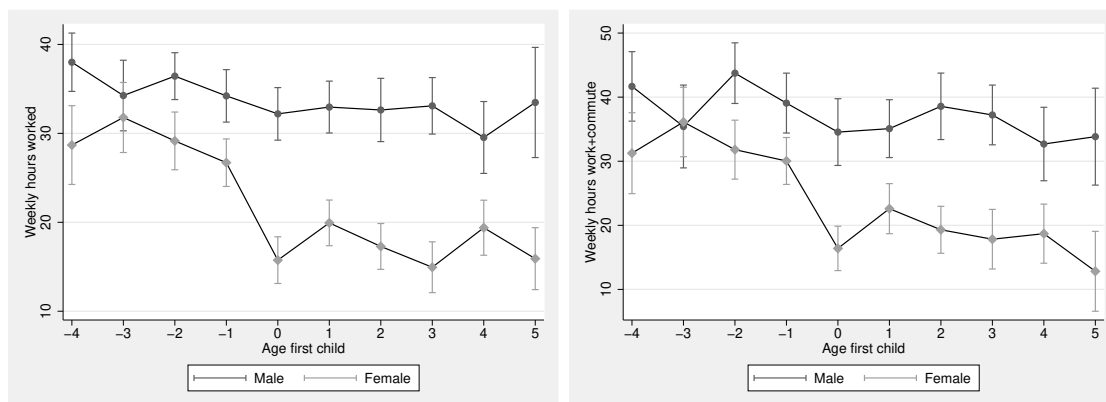 Weekly hours worked
40
30
20
10
−4 −3 −2 −1 0 1 2 3 4 5
Age first child
Male Female
Weekly hours work+commute
50
40
30
20
10
−4 −3 −2 −1 0 1 2 3 4 5
Age first child
Male Female